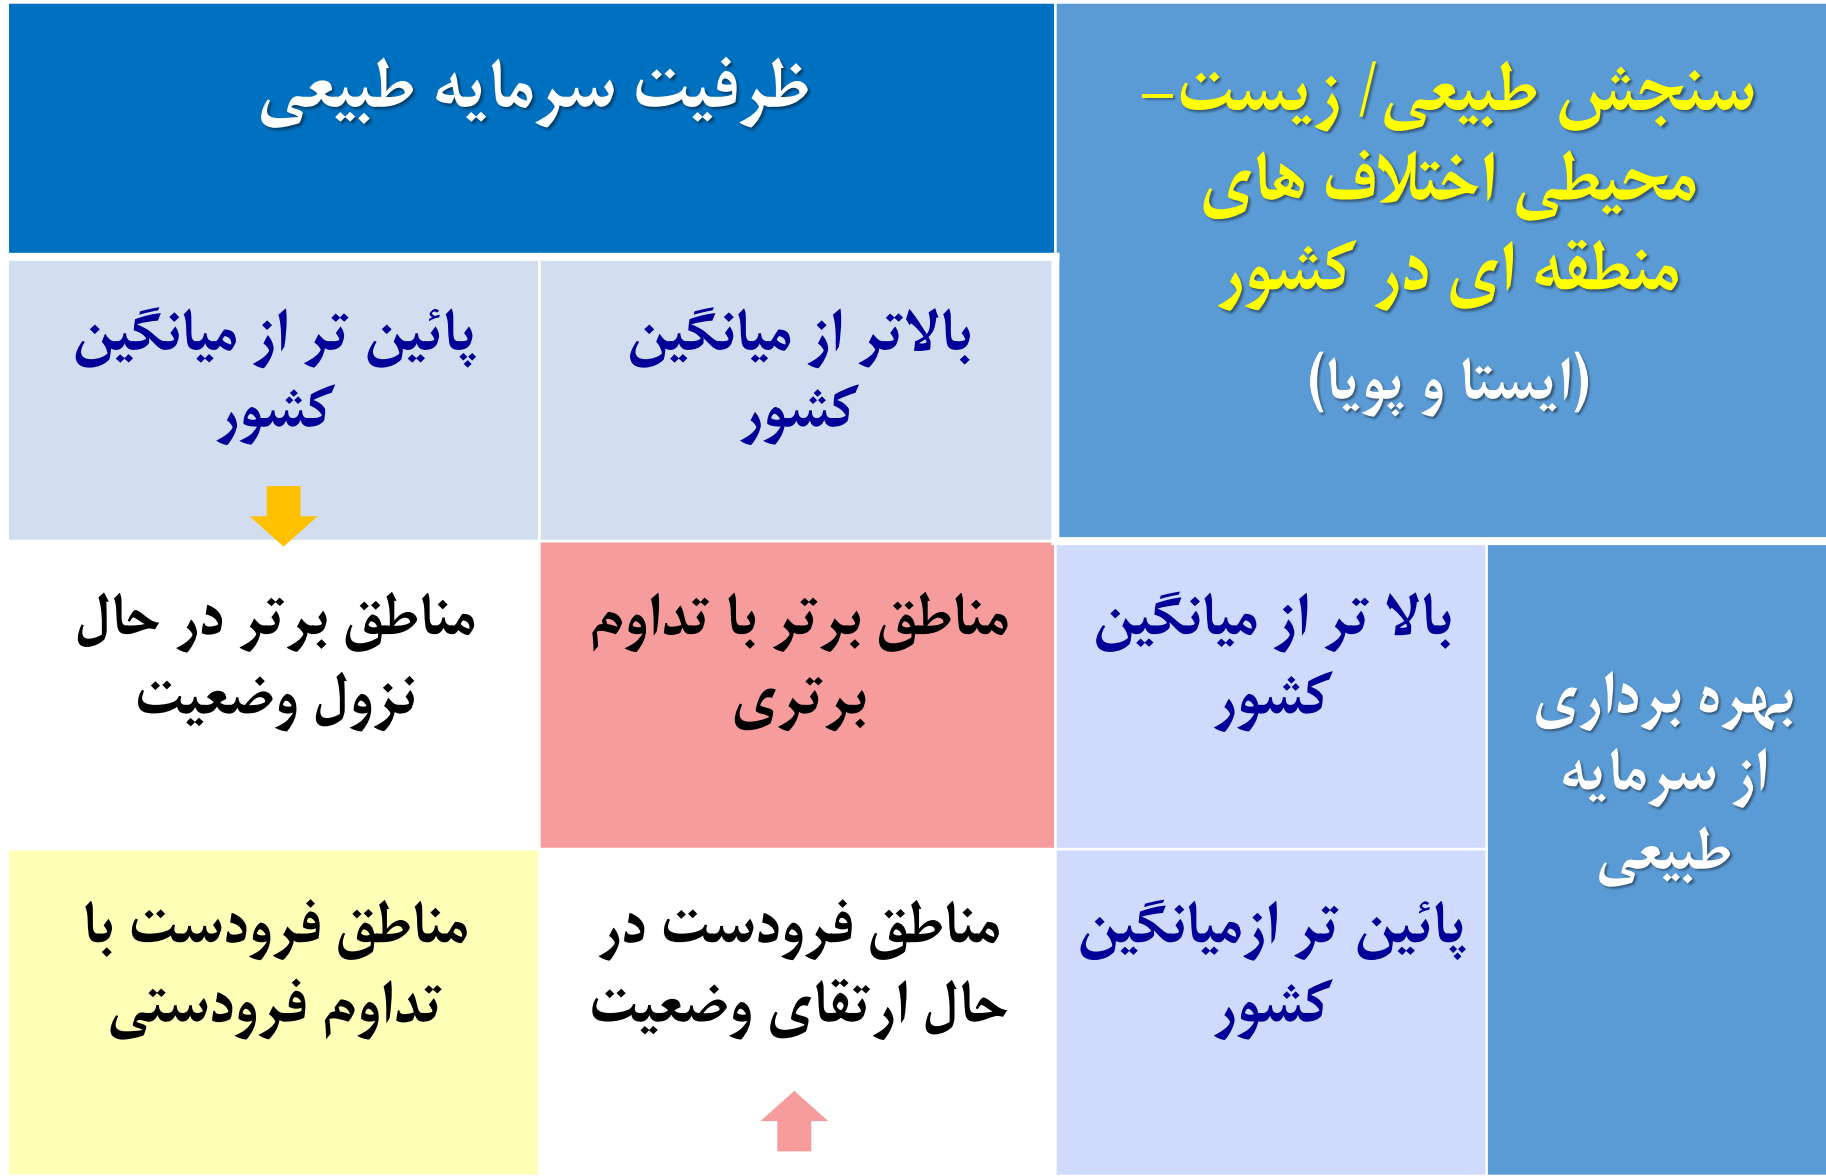 سنجش طبیعی/ زیست-
محیطی اختلاف های
منطقه ای در کشور
(ایستا و پویا)
ظرفیت سرمایه طبیعی
بالاتر از میانگین
کشور
پائین تر از میانگین
کشور
بهره برداری
از سرمایه
طبیعی
بالا تر از میانگین
کشور
مناطق برتر با تداوم
برتری
مناطق برتر در حال
نزول وضعیت
پائین تر ازمیانگین
کشور
مناطق فرودست در
حال ارتقای وضعیت
مناطق فرودست با
تداوم فرودستی